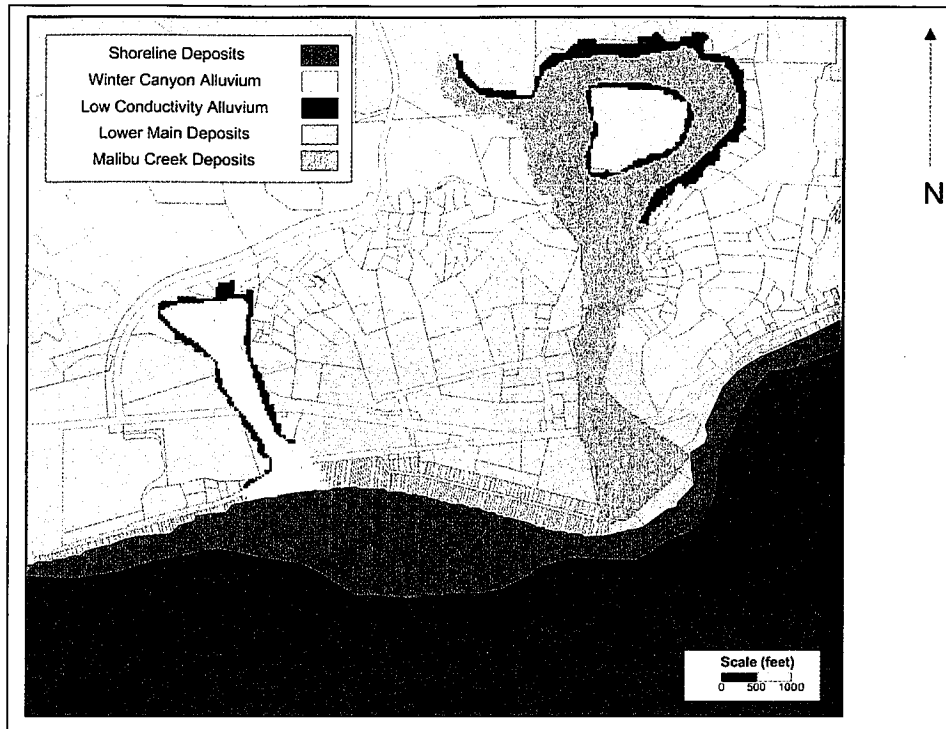 Shoreline Deposits
Winter Canyon Alluvium
Low Conductivity Alluvium
Lower Main Deposits
Malibu Creek Deposits
N
Scale (feet)
0 500 1000